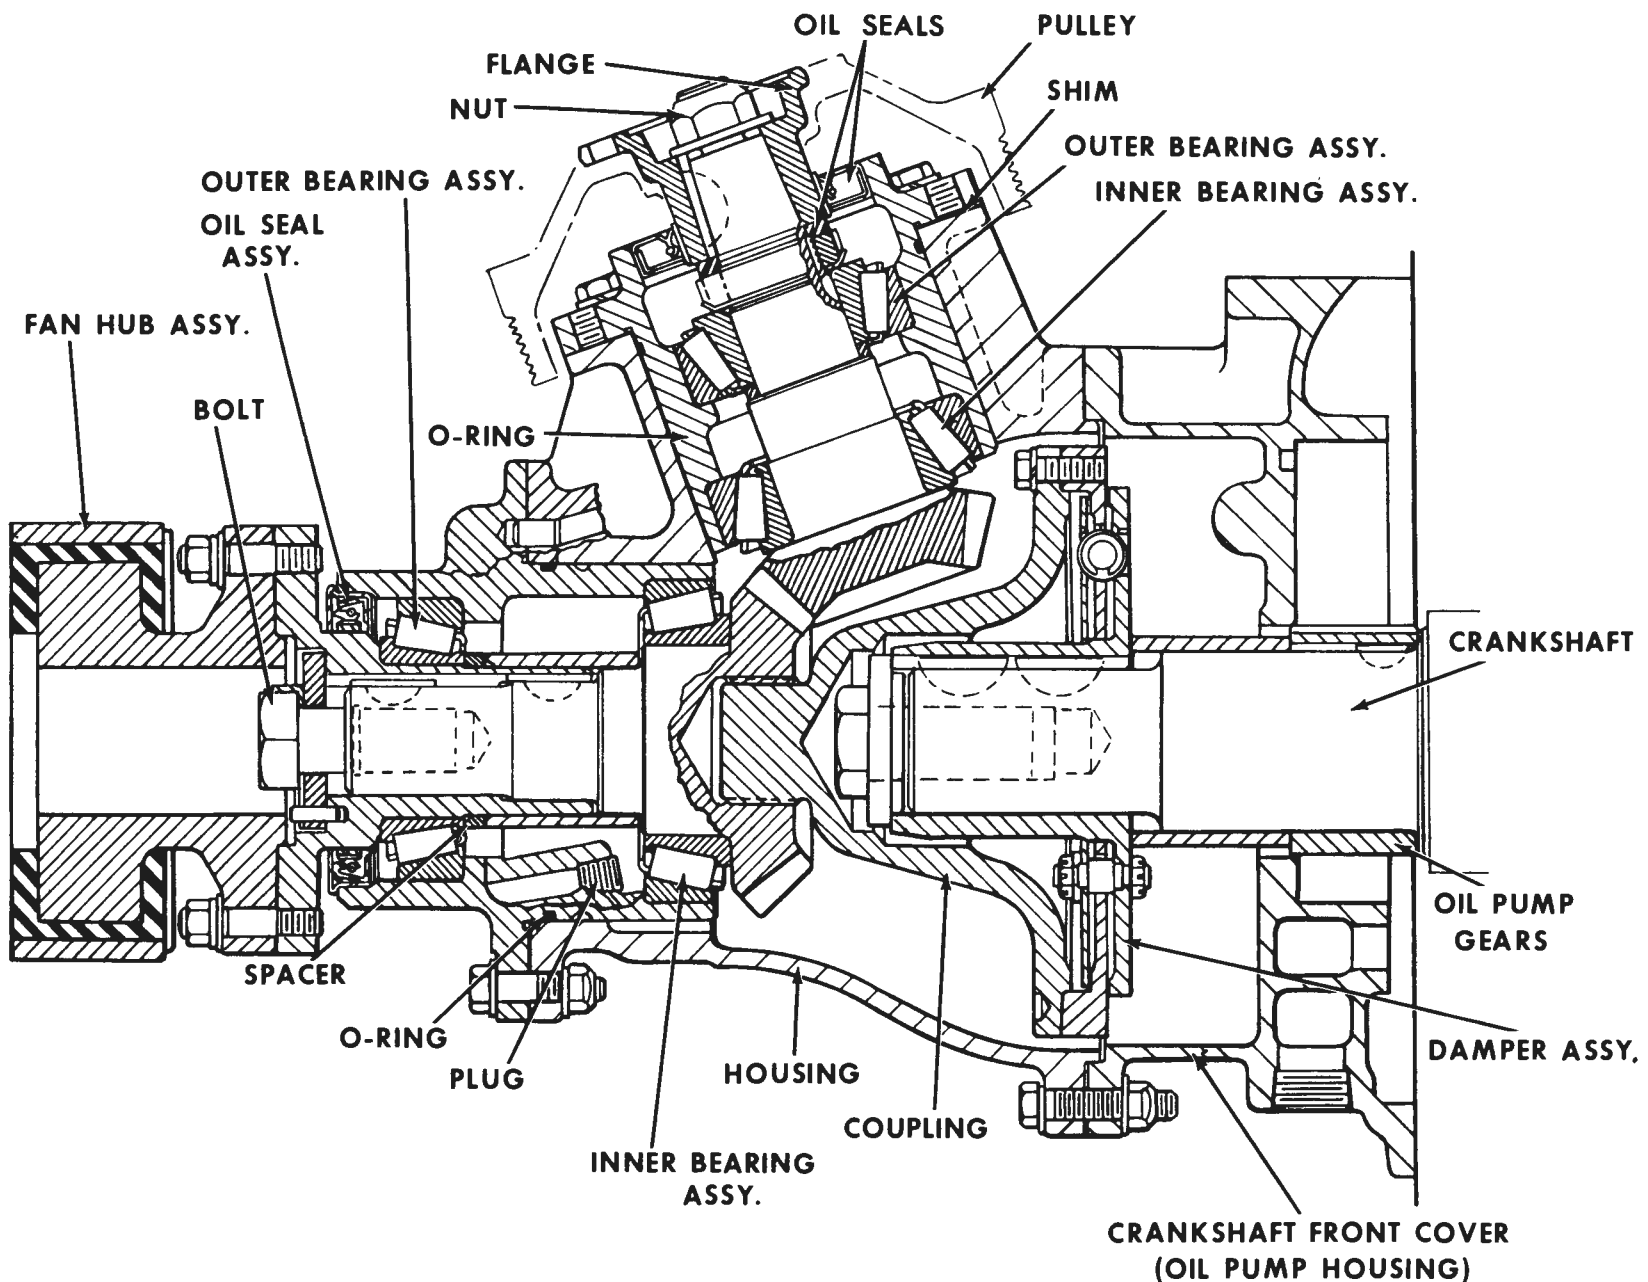 OIL SEALS
PULLEY
FLANGE
SHIM
NUT
OUTER BEARING ASSY.
OUTER BEARING ASSY.
INNER BEARING ASSY.
OIL SEAL
ASSY.
FAN HUB ASSY.
BOLT
O-RING
CRANKSHAFT
OIL PUMP
GEARS
SPACER
O-RING
PLUG
HOUSING
DAMPER ASSY.
COUPLING
INNER BEARING
ASSY.
CRANKSHAFT FRONT COVER
(OIL PUMP HOUSING)